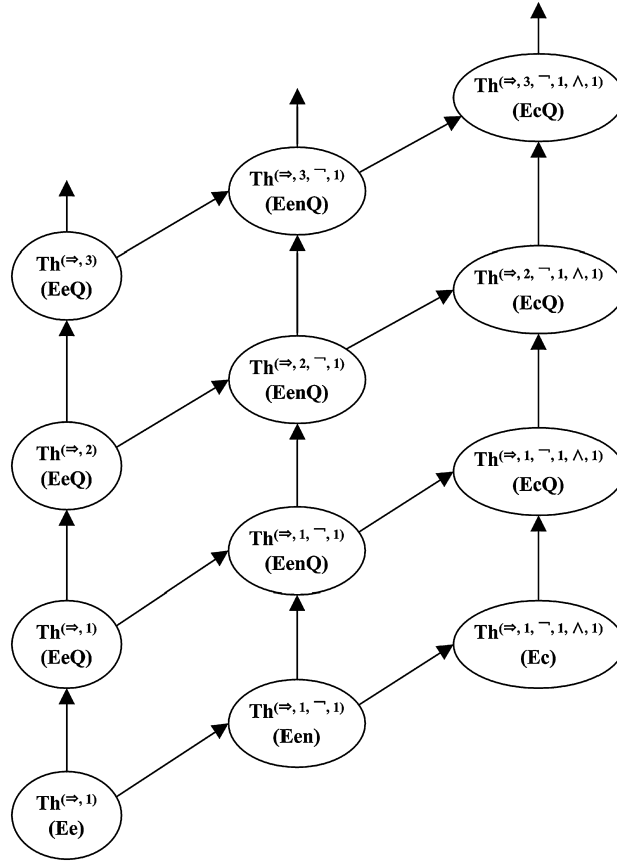 Th(⇒, 3, ¬, 1, ∧, 1)
(EcQ)
Th(⇒, 3, ¬, 1)
(EenQ)
Th(⇒, 3)
(EeQ)
Th(⇒, 2, ¬, 1, ∧, 1)
(EcQ)
Th(⇒, 2, ¬, 1)
(EenQ)
Th(⇒, 2)
(EeQ)
Th(⇒, 1, ¬, 1, ∧, 1)
(EcQ)
Th(⇒, 1, ¬, 1)
(EenQ)
Th(⇒, 1)
(EeQ)
Th(⇒, 1, ¬, 1, ∧, 1)
(Ec)
Th(⇒, 1, ¬, 1)
(Een)
Th(⇒, 1)
(Ee)